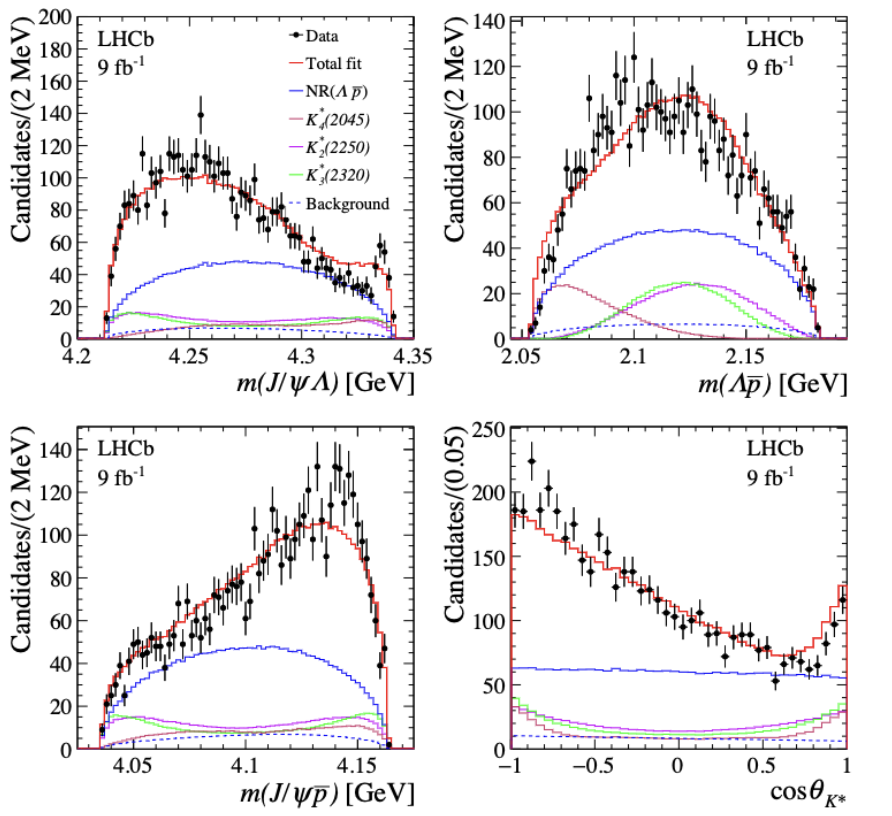 Candidates/(2 MeV)
120
100
80
60
40
20
0
4.2
4.25
4.3
4.35
m(J/ψΛ) [GeV]
LHCb
9 fb⁻¹
Data
Total fit
NR(Λp̅)
K₄*(2045)
K₂*(2250)
K₃*(2320)
Background
200
180
160
140
Candidates/(2 MeV)
140
120
100
80
60
40
20
0
2.05
2.1
2.15
m(Λp̅) [GeV]
LHCb
9 fb⁻¹
Candidates/(2 MeV)
140
120
100
80
60
40
20
0
4.05
4.1
4.15
m(J/ψp̅) [GeV]
LHCb
9 fb⁻¹
Candidates/(0.05)
250
200
150
100
50
0
−1
−0.5
0
0.5
1
cosθ_K*
LHCb
9 fb⁻¹